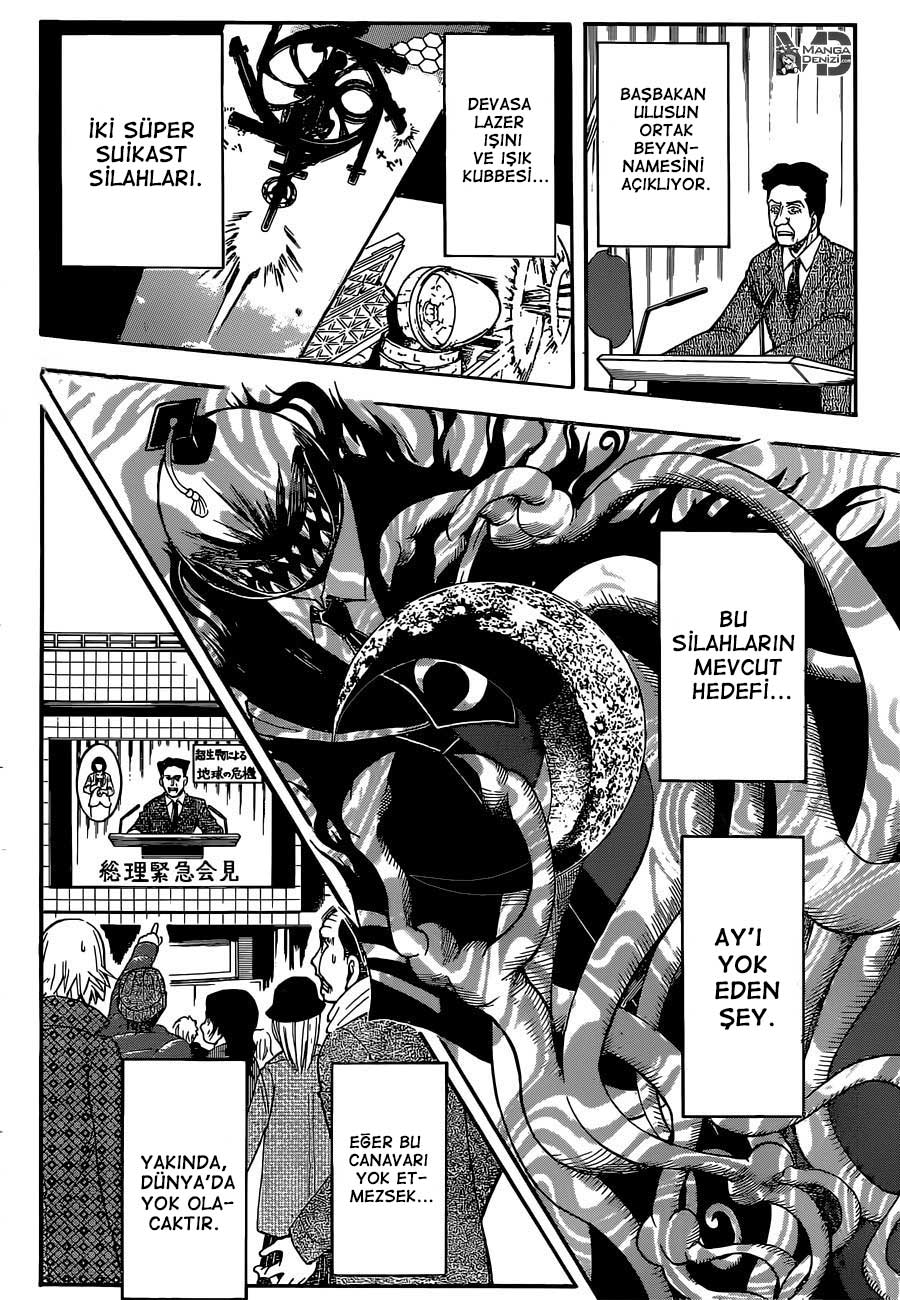 MANGA
DENİZİ.com
BAŞBAKAN
ULUSUN
ORTAK
BEYAN-
NAMESİNİ
AÇIKLIYOR.
DEVASA
LAZER
IŞINI
VE IŞIK
KUBBESİ...
İKİ SÜPER
SUİKAST
SİLAHLARI.
BU
SİLAHLARIN
MEVCUT
HEDEFİ...
AY'I
YOK
EDEN
ŞEY.
超生物による
地球の危機
総理緊急会見
EĞER BU
CANAVARI
YOK ET-
MEZSEK...
YAKINDA,
DÜNYA'DA
YOK OLA-
CAKTIR.